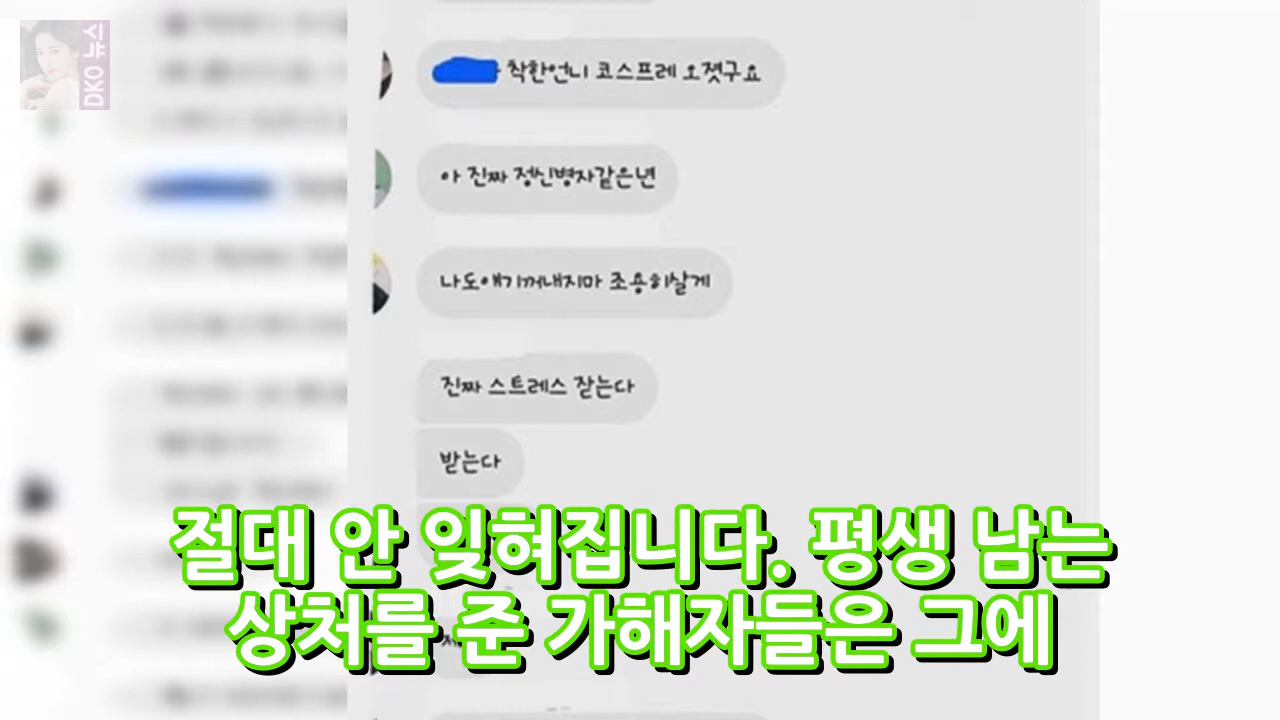 DKO 뉴스
착한언니 코스프레 오졋구요
아 진짜 정신병자같은년
나도얘기꺼내지마 조용히살게
진짜 스트레스 잗는다
받는다
절대 안 잊혀집니다. 평생 남는
상처를 준 가해자들은 그에